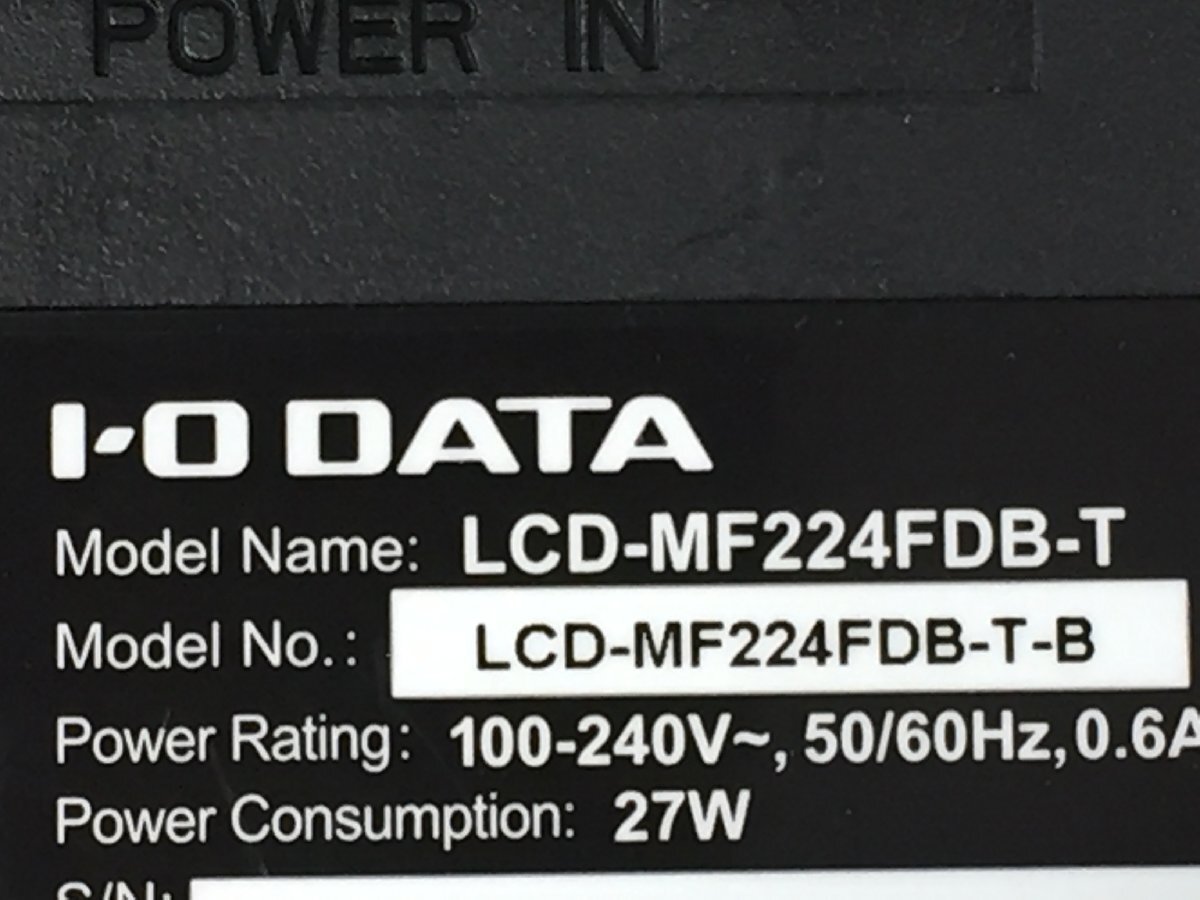 POWER IN
I-O DATA
Model Name: LCD-MF224FDB-T
Model No.: LCD-MF224FDB-T-B
Power Rating: 100-240V~, 50/60Hz, 0.6A
Power Consumption: 27W
S/N: